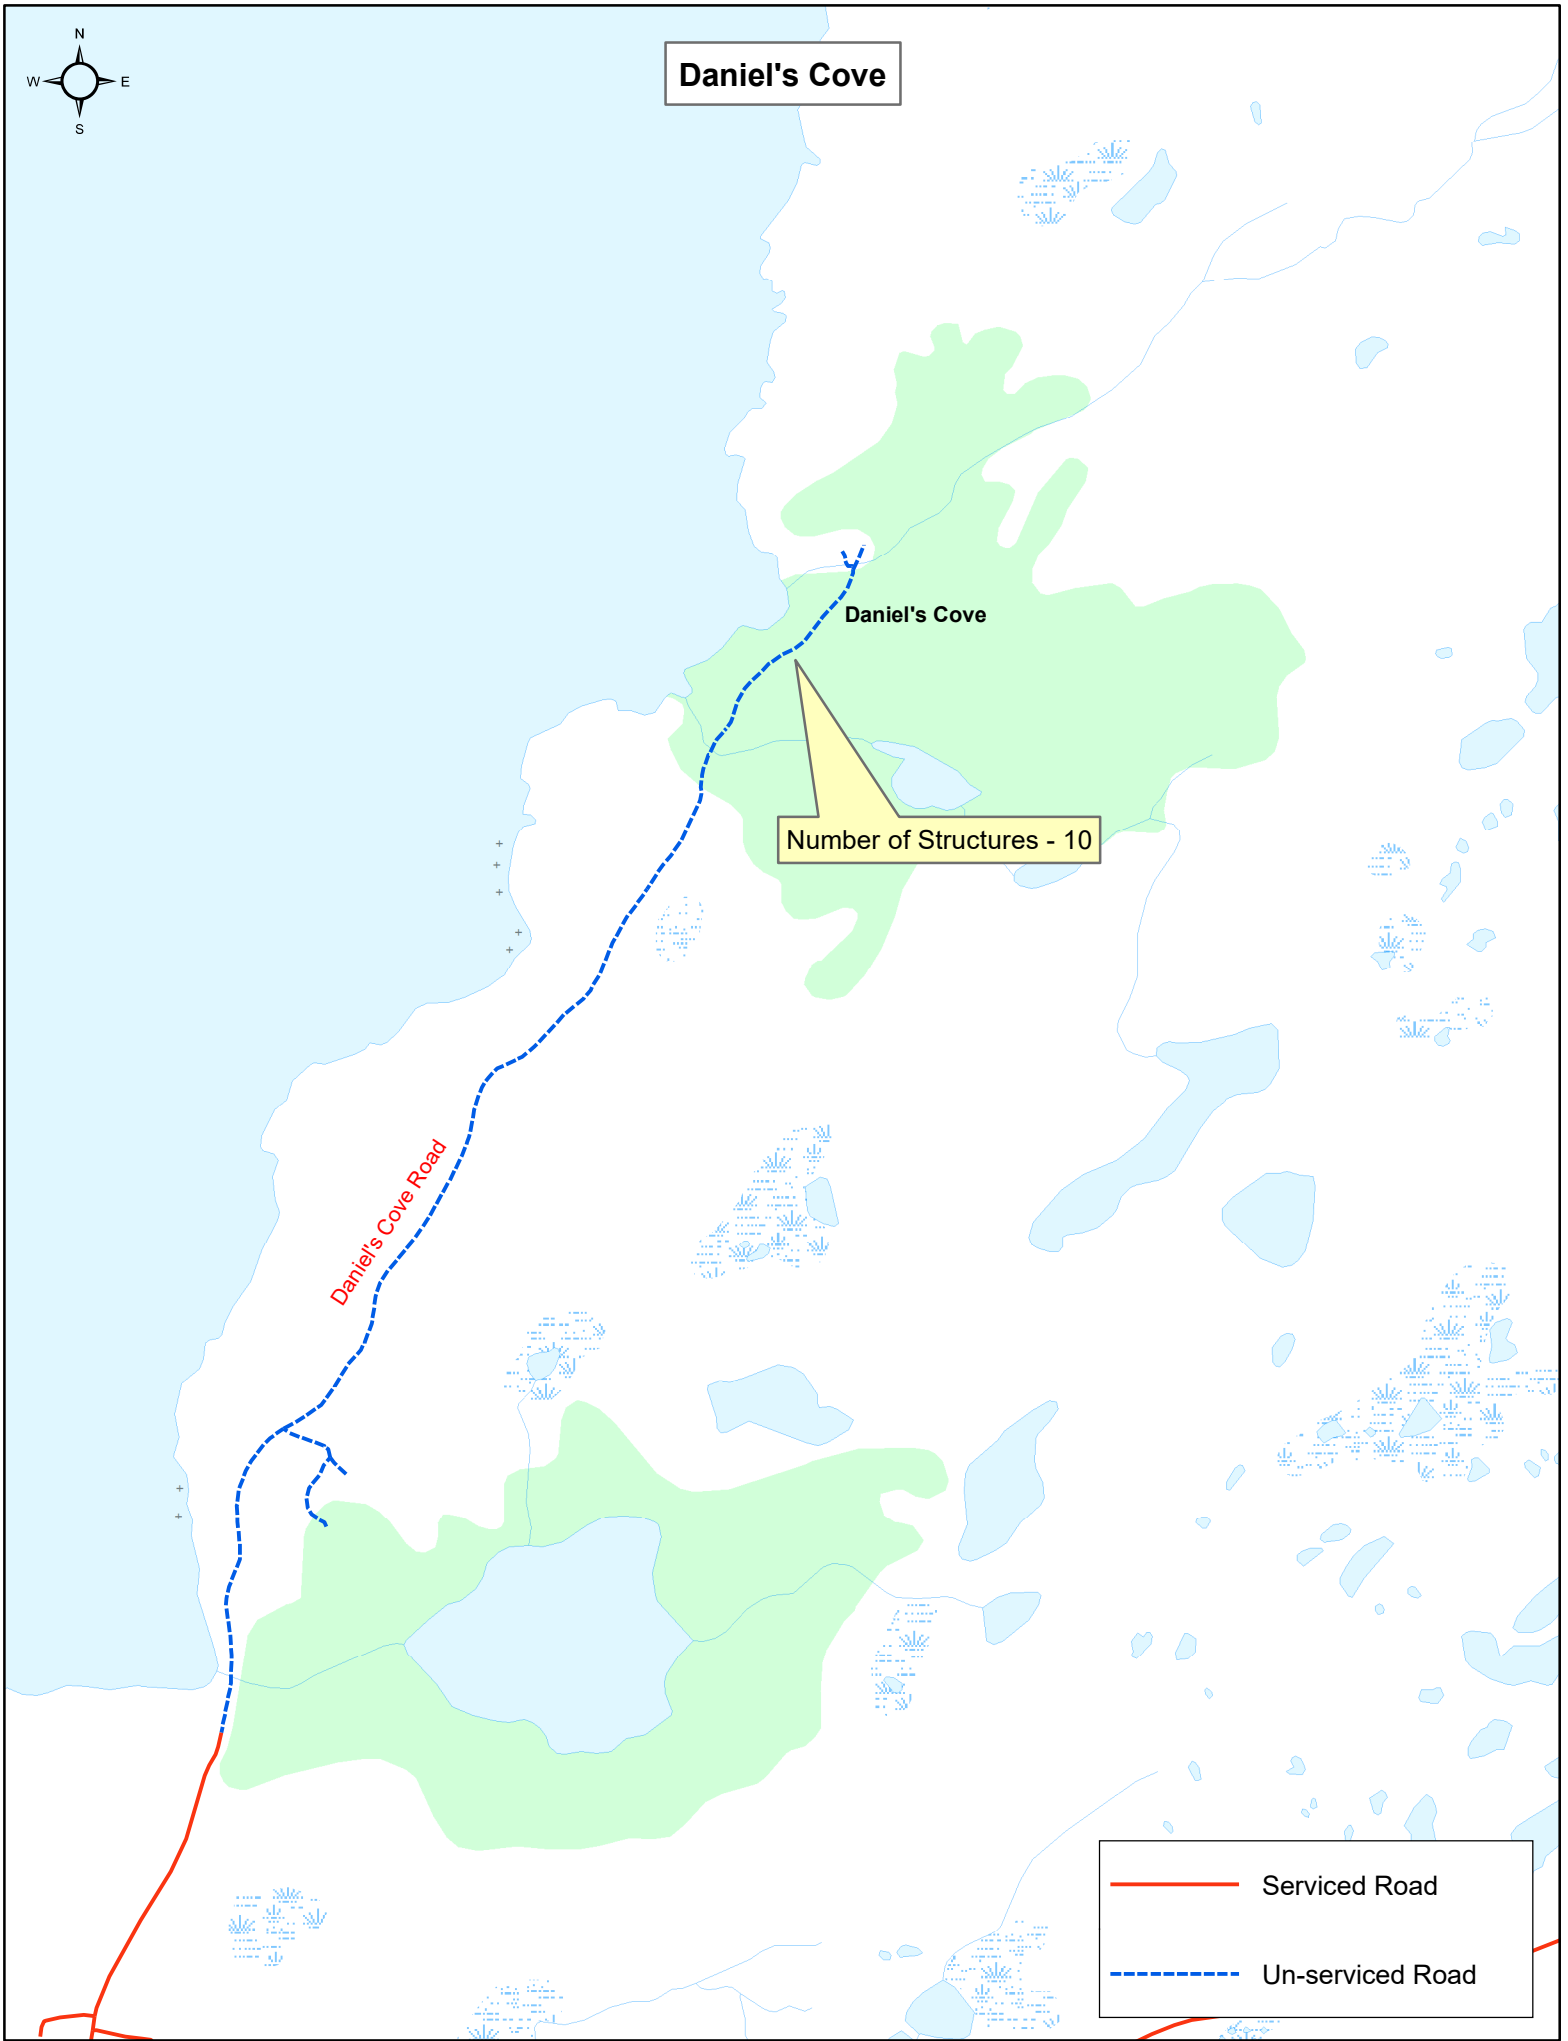 N
W E
S
Daniel's Cove
Daniel's Cove
Number of Structures - 10
Daniel's Cove Road
Serviced Road
Un-serviced Road